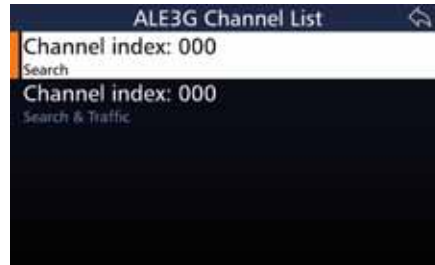 ALE3G Channel List
Channel index: 000
Search
Channel index: 000
Search & Traffic